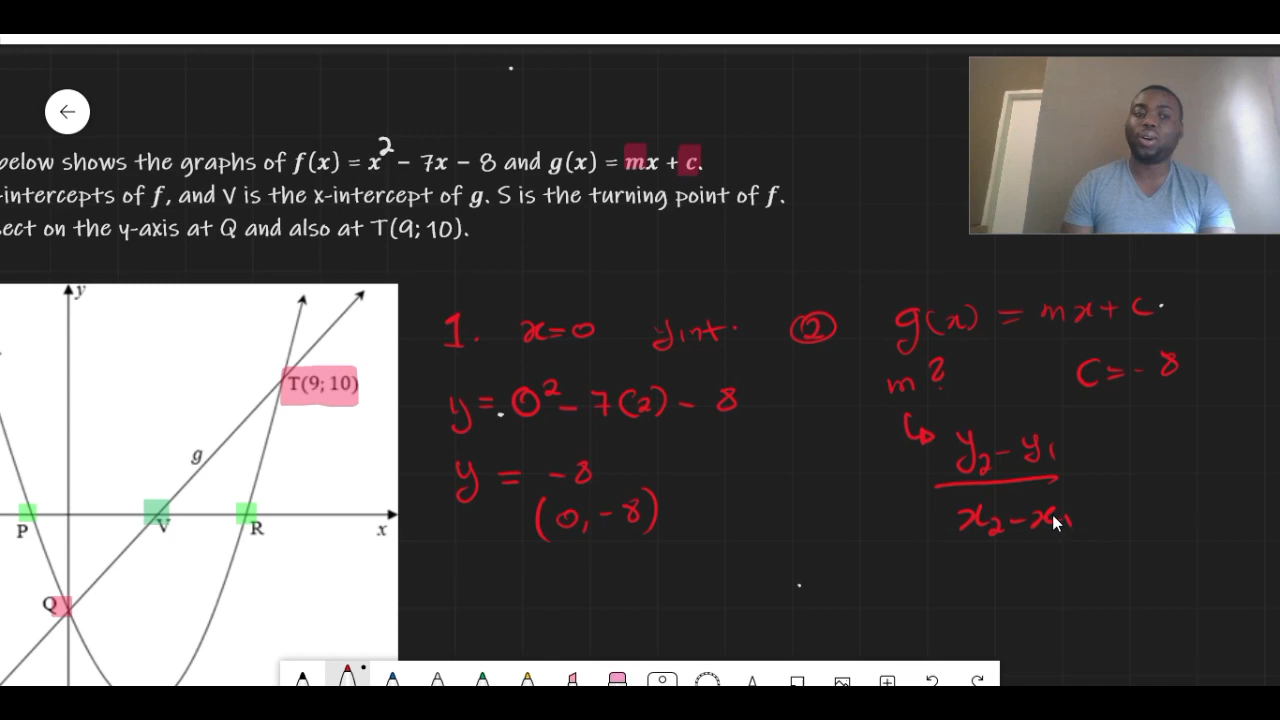 below shows the graphs of f(x) = x² - 7x - 8 and g(x) = mx + c.
-intercepts of f, and V is the x-intercept of g. S is the turning point of f.
ect on the y-axis at Q and also at T(9; 10).
y
T(9; 10)
g
P
V
R
x
Q
1. x=0 y int.
y = 0² - 7(2) - 8
y = -8
(0, -8)
② g(x) = mx + c.
m? c = -8
↳ y₂ - y₁
x₂ - x₁